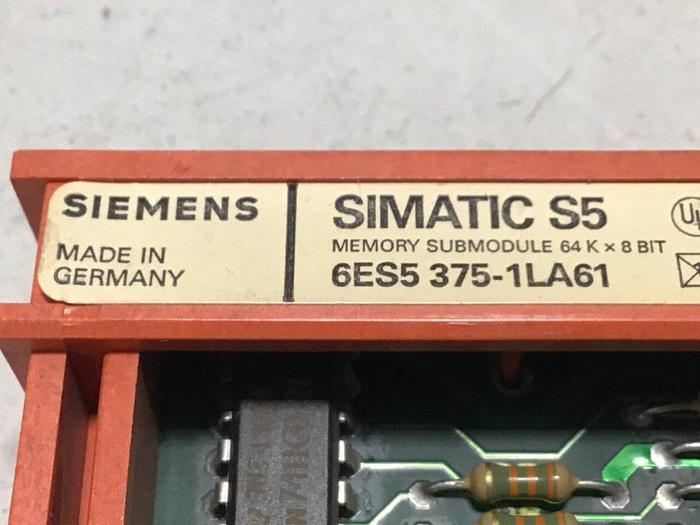 SIEMENS
MADE IN
GERMANY
SIMATIC S5
MEMORY SUBMODULE 64 K × 8 BIT
6ES5 375-1LA61